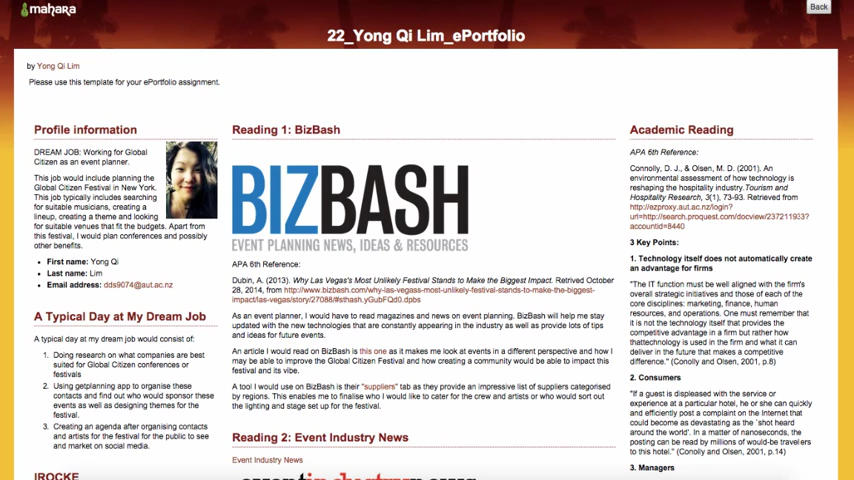 mahara
Back
22_Yong Qi Lim_ePortfolio
by Yong Qi Lim
Please use this template for your ePortfolio assignment.
Profile information
DREAM JOB: Working for Global
Citizen as an event planner.
This job would include planning the
Global Citizen Festival in New York.
This job typically includes searching
for suitable musicians, creating a
lineup, creating a theme and looking
for suitable venues that fit the budgets. Apart from
this festival, I would plan conferences and possibly
other benefits.
• First name: Yong Qi
• Last name: Lim
• Email address: dds9074@aut.ac.nz
A Typical Day at My Dream Job
A typical day at my dream job would consist of:
1. Doing research on what companies are best
suited for Global Citizen conferences or
festivals
2. Using getplanning app to organise these
contacts and find out who would sponsor these
events as well as designing themes for the
festival.
3. Creating an agenda after organising contacts
and artists for the festival for the public to see
and market on social media.
IROCKE
Reading 1: BizBash
BIZBASH
EVENT PLANNING NEWS, IDEAS & RESOURCES
APA 6th Reference:
Dubin, A. (2013). Why Las Vegas's Most Unlikely Festival Stands to Make the Biggest Impact. Retrived October
28, 2014, from http://www.bizbash.com/why-las-vegass-most-unlikely-festival-stands-to-make-the-biggest-
impact/las-vegas/story/27088/#sthash.yGubFQd0.dpbs
As an event planner, I would have to read magazines and news on event planning. BizBash will help me stay
updated with the new technologies that are constantly appearing in the industry as well as provide lots of tips
and ideas for future events.
An article I would read on BizBash is this one as it makes me look at events in a different perspective and how I
may be able to improve the Global Citizen Festival and how creating a community would be able to impact this
festival and its vibe.
A tool I would use on BizBash is their "suppliers" tab as they provide an impressive list of suppliers categorised
by regions. This enables me to finalise who I would like to cater for the crew and artists or who would sort out
the lighting and stage set up for the festival.
Reading 2: Event Industry News
Event Industry News
eventindustrynews
Academic Reading
APA 6th Reference:
Connolly, D. J., & Olsen, M. D. (2001). An
environmental assessment of how technology is
reshaping the hospitality industry.Tourism and
Hospitality Research, 3(1), 73-93. Retrieved from
http://ezproxy.aut.ac.nz/login?
url=http://search.proquest.com/docview/237211933?
accountid=8440
3 Key Points:
1. Technology itself does not automatically create
an advantage for firms
"The IT function must be well aligned with the firm's
overall strategic initiatives and those of each of the
core disciplines: marketing, finance, human
resources, and operations. One must remember that
it is not the technology itself that provides the
competitive advantage in a firm but rather how
thattechnology is used in the firm and what it can
deliver in the future that makes a competitive
difference." (Conolly and Olsen, 2001, p.8)
2. Consumers
"If a guest is displeased with the service or
experience at a particular hotel, he or she can quickly
and efficiently post a complaint on the Internet that
could become as devastating as the `shot heard
around the world'. In a matter of nanoseconds, the
posting can be read by millions of would-be travelers
to this hotel." (Conolly and Olsen, 2001, p.14)
3. Managers